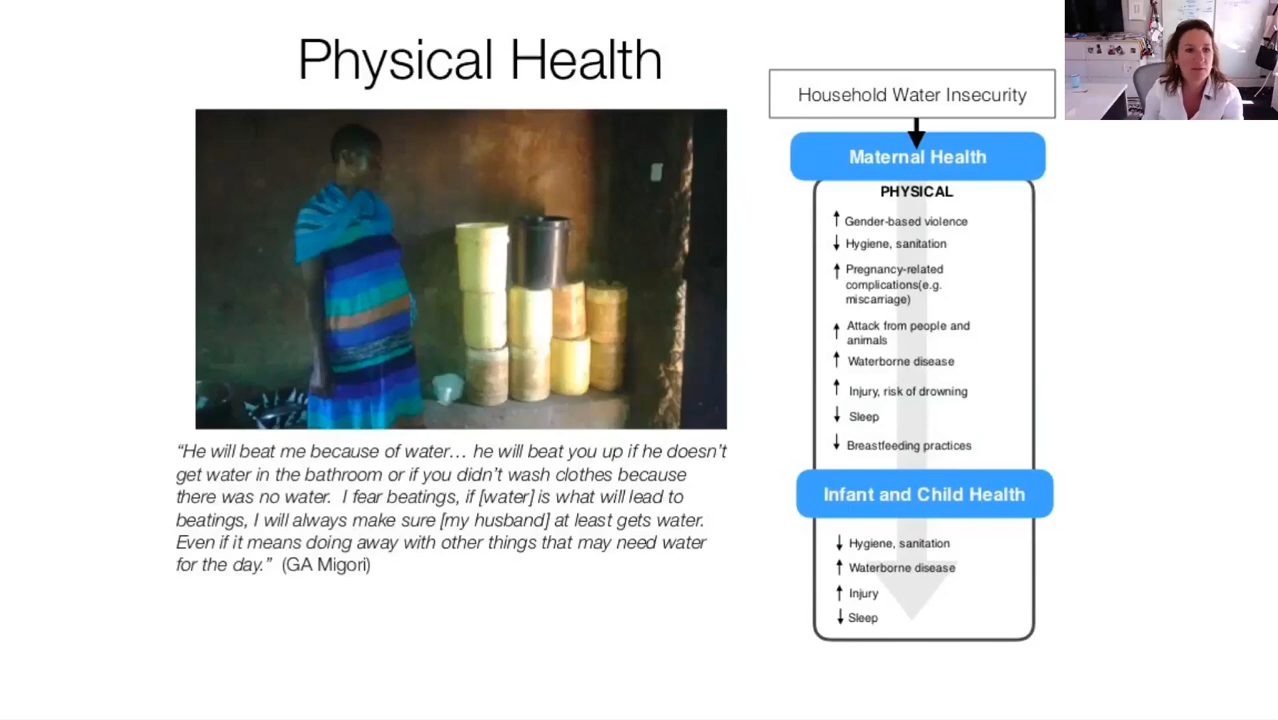 Physical Health
“He will beat me because of water… he will beat you up if he doesn’t
get water in the bathroom or if you didn’t wash clothes because
there was no water.  I fear beatings, if [water] is what will lead to
beatings, I will always make sure [my husband] at least gets water.
Even if it means doing away with other things that may need water
for the day.”  (GA Migori)
Household Water Insecurity
Maternal Health
PHYSICAL
↑ Gender-based violence
↓ Hygiene, sanitation
↑ Pregnancy-related
complications(e.g.
miscarriage)
↑ Attack from people and
animals
↑ Waterborne disease
↑ Injury, risk of drowning
↓ Sleep
↓ Breastfeeding practices
Infant and Child Health
↓ Hygiene, sanitation
↑ Waterborne disease
↑ Injury
↓ Sleep